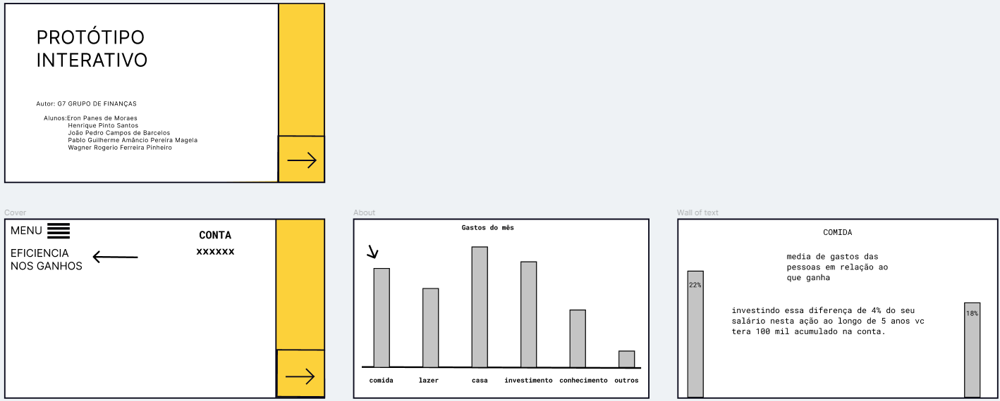 PROTÓTIPO
INTERATIVO
Autor: G7 GRUPO DE FINANÇAS
Alunos:Eron Panes de Moraes
Henrique Pinto Santos
João Pedro Campos de Barcelos
Pablo Guilherme Amâncio Pereira Magela
Wagner Rogerio Ferreira Pinheiro
Cover
MENU
EFICIENCIA
NOS GANHOS
CONTA
xxxxxx
About
Gastos do mês
comida lazer casa investimento conhecimento outros
Wall of text
COMIDA
media de gastos das
pessoas em relação ao
que ganha
22%
18%
investindo essa diferença de 4% do seu
salário nesta ação ao longo de 5 anos vc
tera 100 mil acumulado na conta.